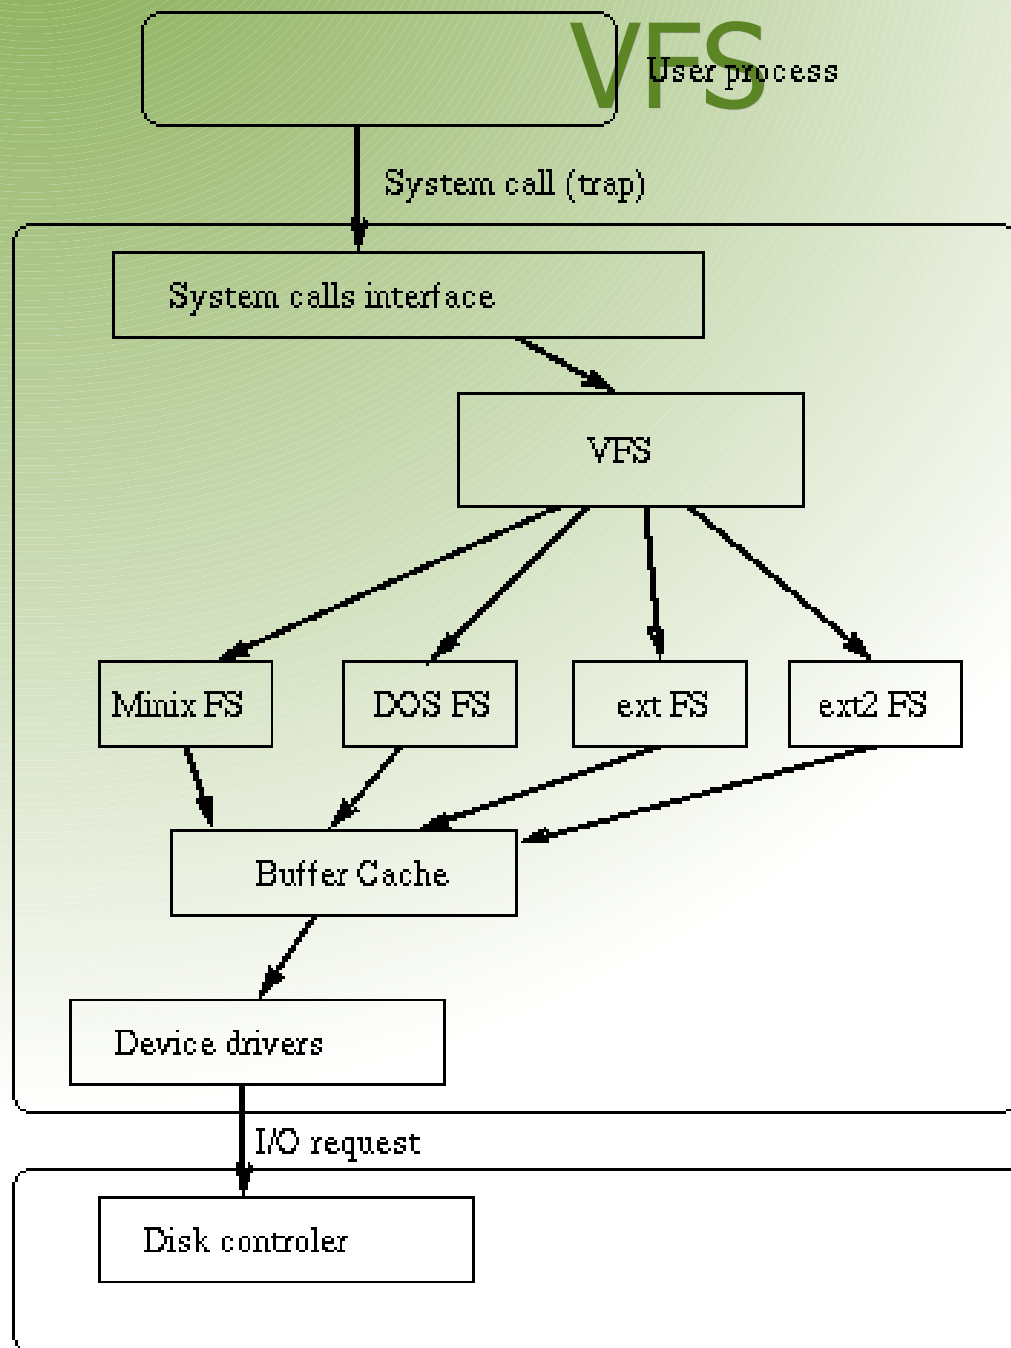 VFS
User process
System call (trap)
System calls interface
VFS
Minix FS
DOS FS
ext FS
ext2 FS
Buffer Cache
Device drivers
I/O request
Disk controler